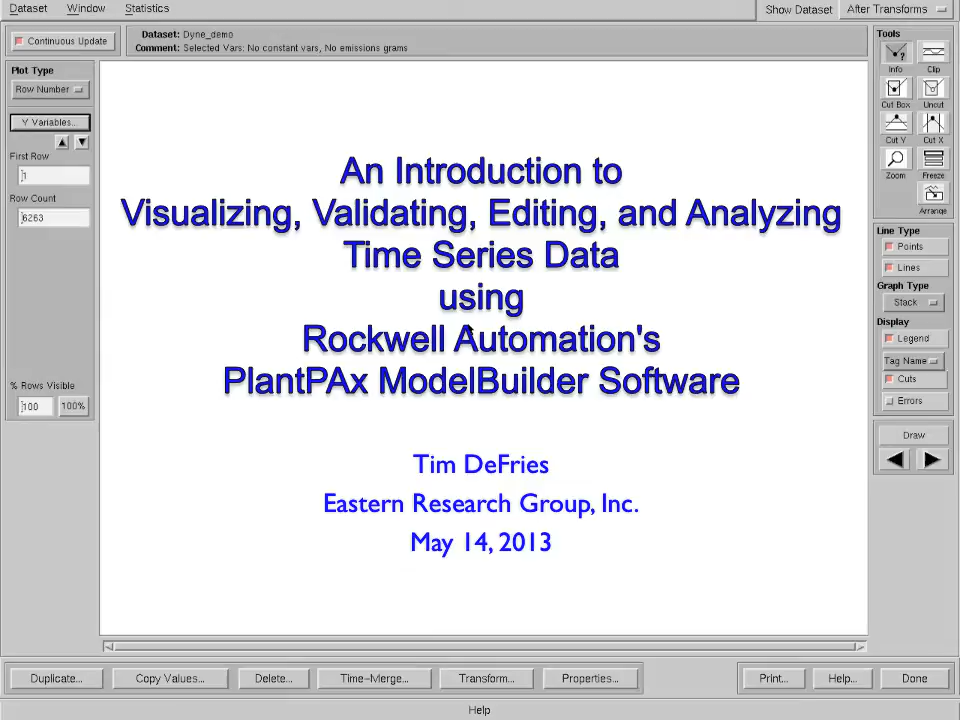 Dataset Window Statistics
Show Dataset After Transforms
Continuous Update
Dataset: Dyne_demo
Comment: Selected Vars: No constant vars, No emissions grams
Plot Type
Row Number
Y Variables...
First Row
1
Row Count
6263
% Rows Visible
100 100%
An Introduction to
Visualizing, Validating, Editing, and Analyzing
Time Series Data
using
Rockwell Automation's
PlantPAx ModelBuilder Software
Tim DeFries
Eastern Research Group, Inc.
May 14, 2013
Tools
Info Clip
Cut Box Uncut
Cut Y Cut X
Zoom Freeze
Arrange
Line Type
Points
Lines
Graph Type
Stack
Display
Legend
Tag Name
Cuts
Errors
Draw
Duplicate... Copy Values... Delete... Time-Merge... Transform... Properties... Print... Help... Done
Help